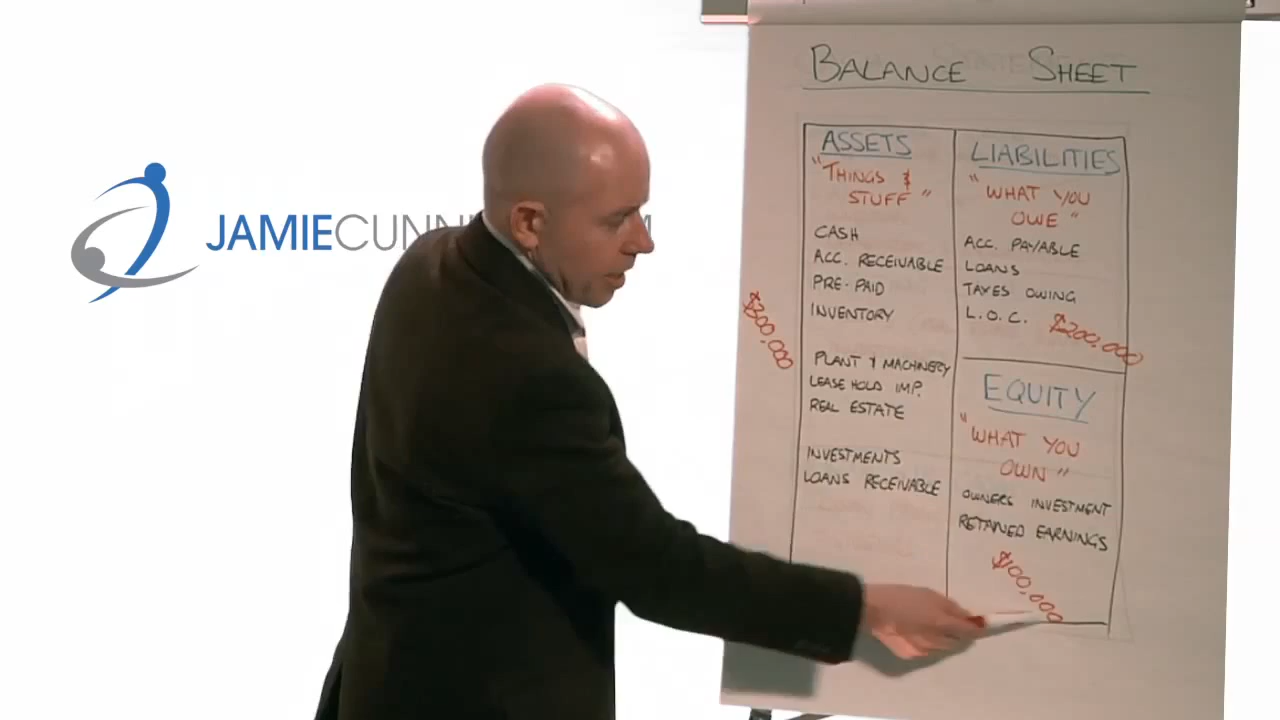 JAMIECUNN
BALANCE SHEET
ASSETS
"THINGS &
STUFF"
CASH
ACC. RECEIVABLE
PRE-PAID
INVENTORY
$300,000
PLANT & MACHINERY
LEASE HOLD IMP.
REAL ESTATE
INVESTMENTS
LOANS RECEIVABLE
LIABILITIES
"WHAT YOU
OWE"
ACC. PAYABLE
LOANS
TAXES OWING
L.O.C. $200,000
EQUITY
"WHAT YOU
OWN"
OWNERS INVESTMENT
RETAINED EARNINGS
$100,000